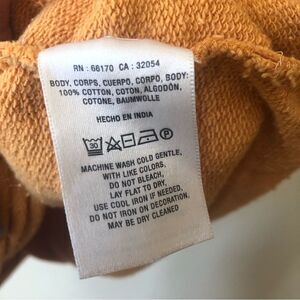 RN : 66170 CA : 32054
BODY, CORPS, CUERPO, CORPO, BODY:
100% COTTON, COTON, ALGODÓN,
COTONE, BAUMWOLLE
HECHO EN INDIA
30 P
MACHINE WASH COLD GENTLE,
WITH LIKE COLORS,
DO NOT BLEACH,
LAY FLAT TO DRY,
USE COOL IRON IF NEEDED,
DO NOT IRON ON DECORATION,
MAY BE DRY CLEANED